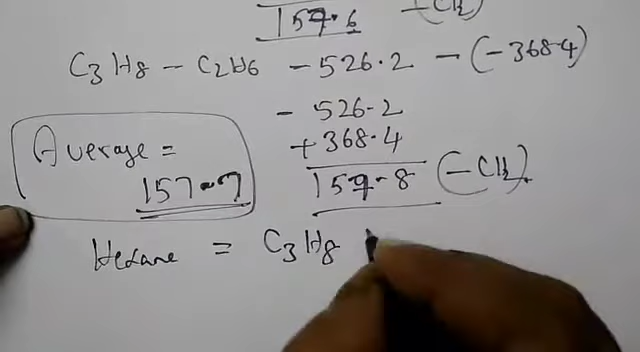 157.6 (-CH2)
C3H8 - C2H6 - 526.2 - (-368.4)
- 526.2
+ 368.4
Average =
157.7
157.8 (-CH2).
Hexane = C3H8